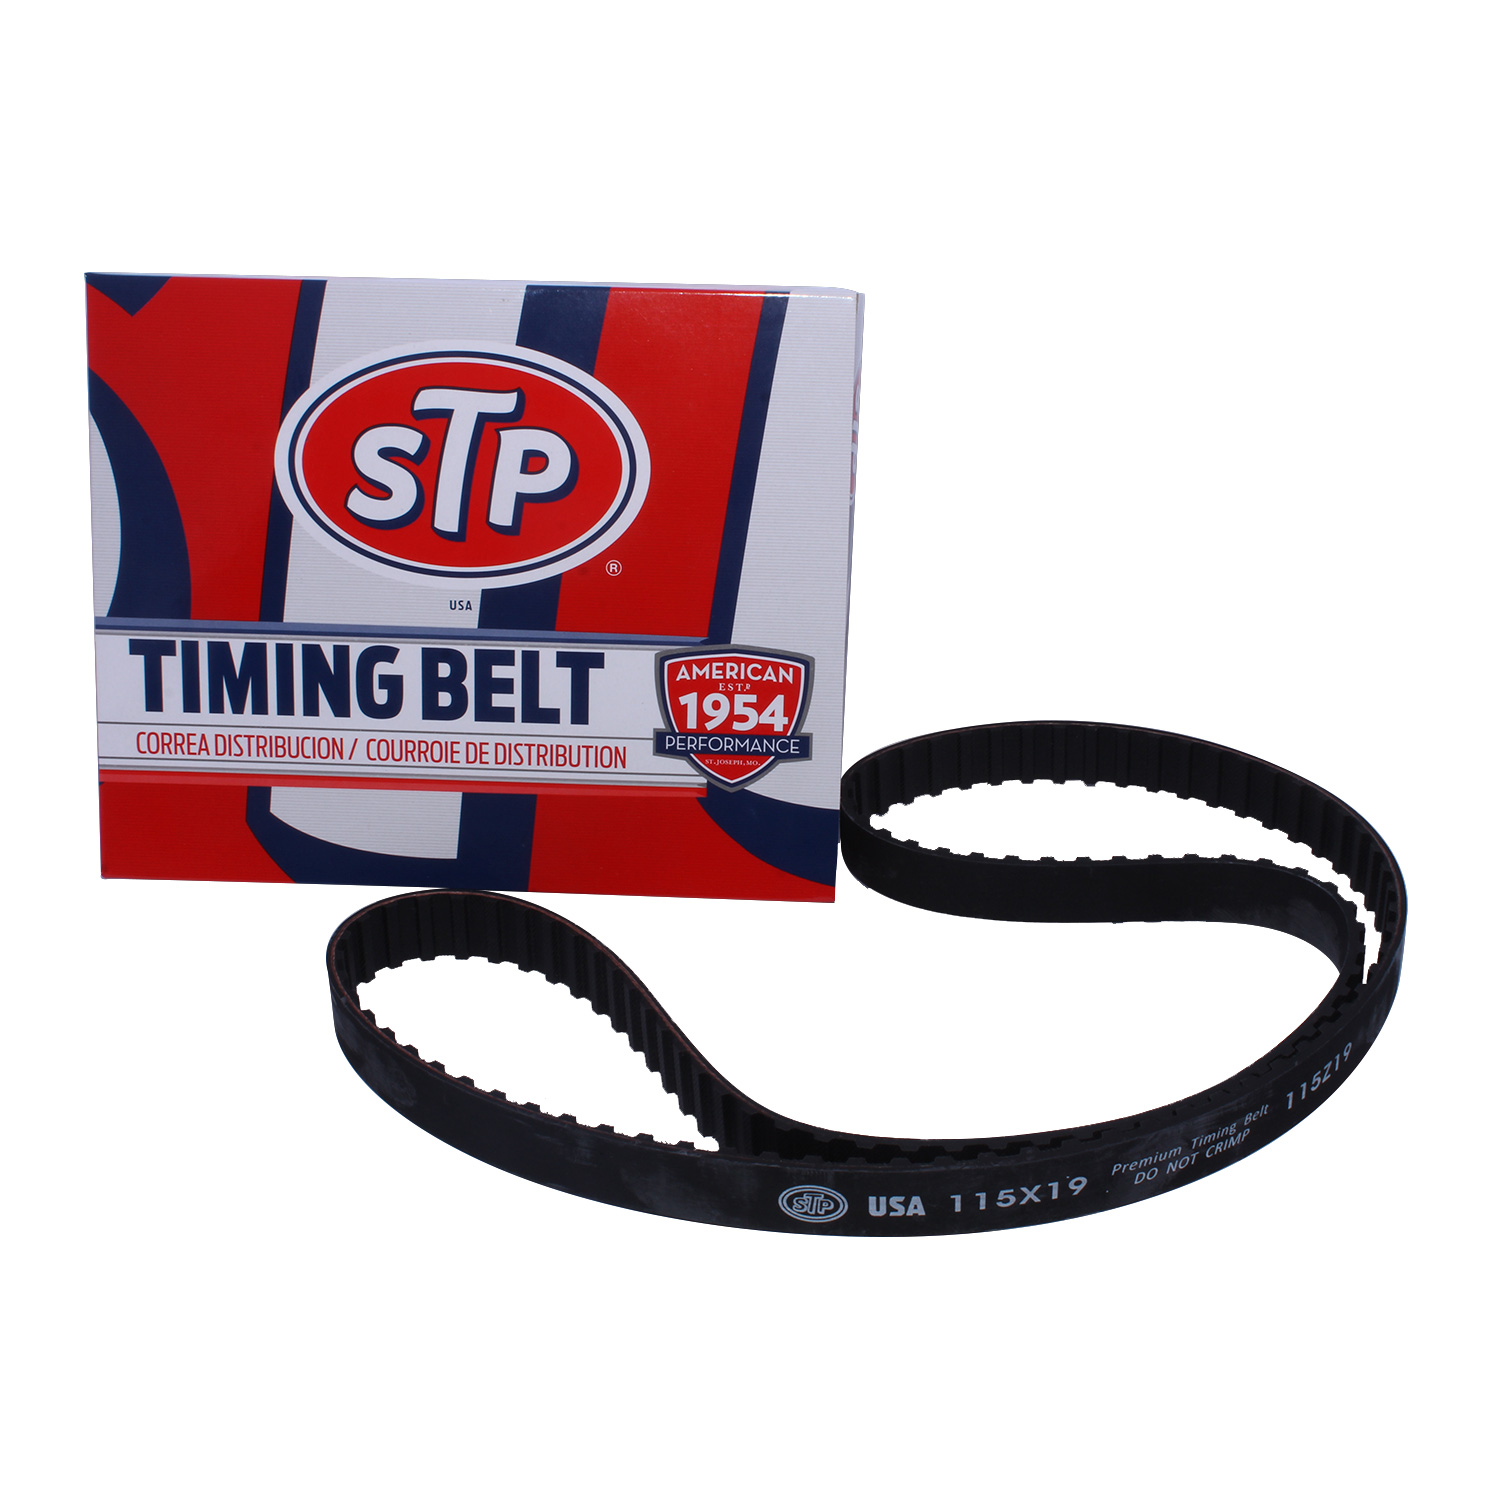 STP
®
USA
TIMING BELT
CORREA DISTRIBUCION / COURROIE DE DISTRIBUTION
AMERICAN
EST.D
1954
PERFORMANCE
ST. JOSEPH, MO.
STP USA 115X19
Premium Timing Belt
DO NOT CRIMP
115Z19